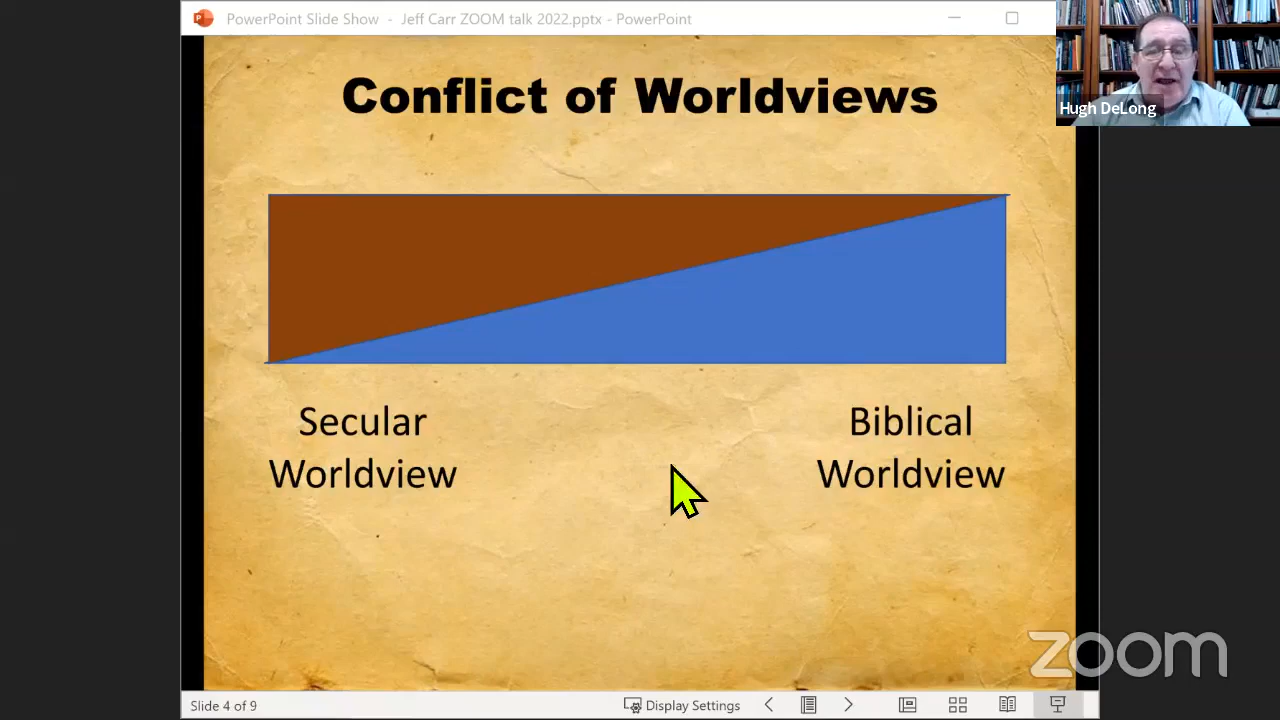 PowerPoint Slide Show - Jeff Carr ZOOM talk 2022.pptx - PowerPoint
Conflict of Worldviews
Hugh DeLong
Secular
Worldview
Biblical
Worldview
zoom
Slide 4 of 9
Display Settings